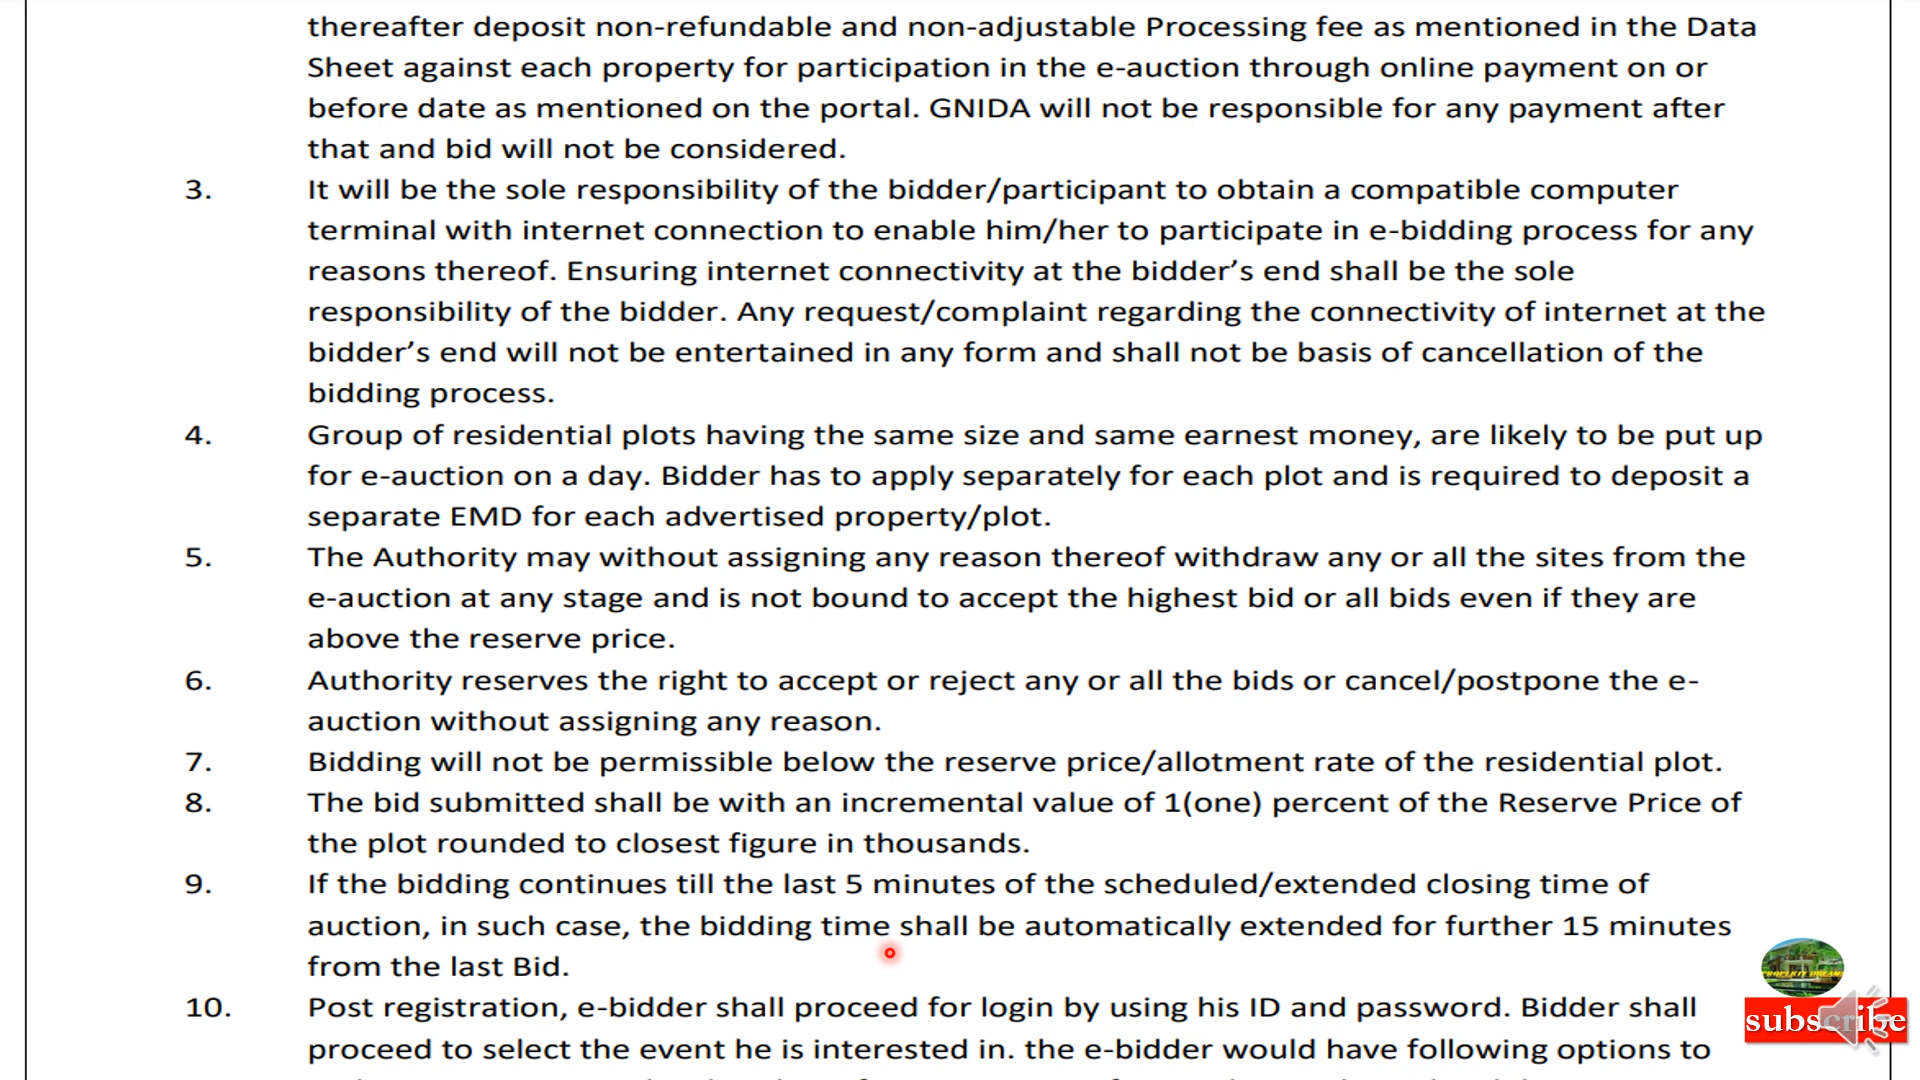 thereafter deposit non-refundable and non-adjustable Processing fee as mentioned in the Data
Sheet against each property for participation in the e-auction through online payment on or
before date as mentioned on the portal. GNIDA will not be responsible for any payment after
that and bid will not be considered.
3. It will be the sole responsibility of the bidder/participant to obtain a compatible computer
terminal with internet connection to enable him/her to participate in e-bidding process for any
reasons thereof. Ensuring internet connectivity at the bidder’s end shall be the sole
responsibility of the bidder. Any request/complaint regarding the connectivity of internet at the
bidder’s end will not be entertained in any form and shall not be basis of cancellation of the
bidding process.
4. Group of residential plots having the same size and same earnest money, are likely to be put up
for e-auction on a day. Bidder has to apply separately for each plot and is required to deposit a
separate EMD for each advertised property/plot.
5. The Authority may without assigning any reason thereof withdraw any or all the sites from the
e-auction at any stage and is not bound to accept the highest bid or all bids even if they are
above the reserve price.
6. Authority reserves the right to accept or reject any or all the bids or cancel/postpone the e-
auction without assigning any reason.
7. Bidding will not be permissible below the reserve price/allotment rate of the residential plot.
8. The bid submitted shall be with an incremental value of 1(one) percent of the Reserve Price of
the plot rounded to closest figure in thousands.
9. If the bidding continues till the last 5 minutes of the scheduled/extended closing time of
auction, in such case, the bidding time shall be automatically extended for further 15 minutes
from the last Bid.
10. Post registration, e-bidder shall proceed for login by using his ID and password. Bidder shall
proceed to select the event he is interested in. the e-bidder would have following options to
PROPERTY DREAMS
subscribe